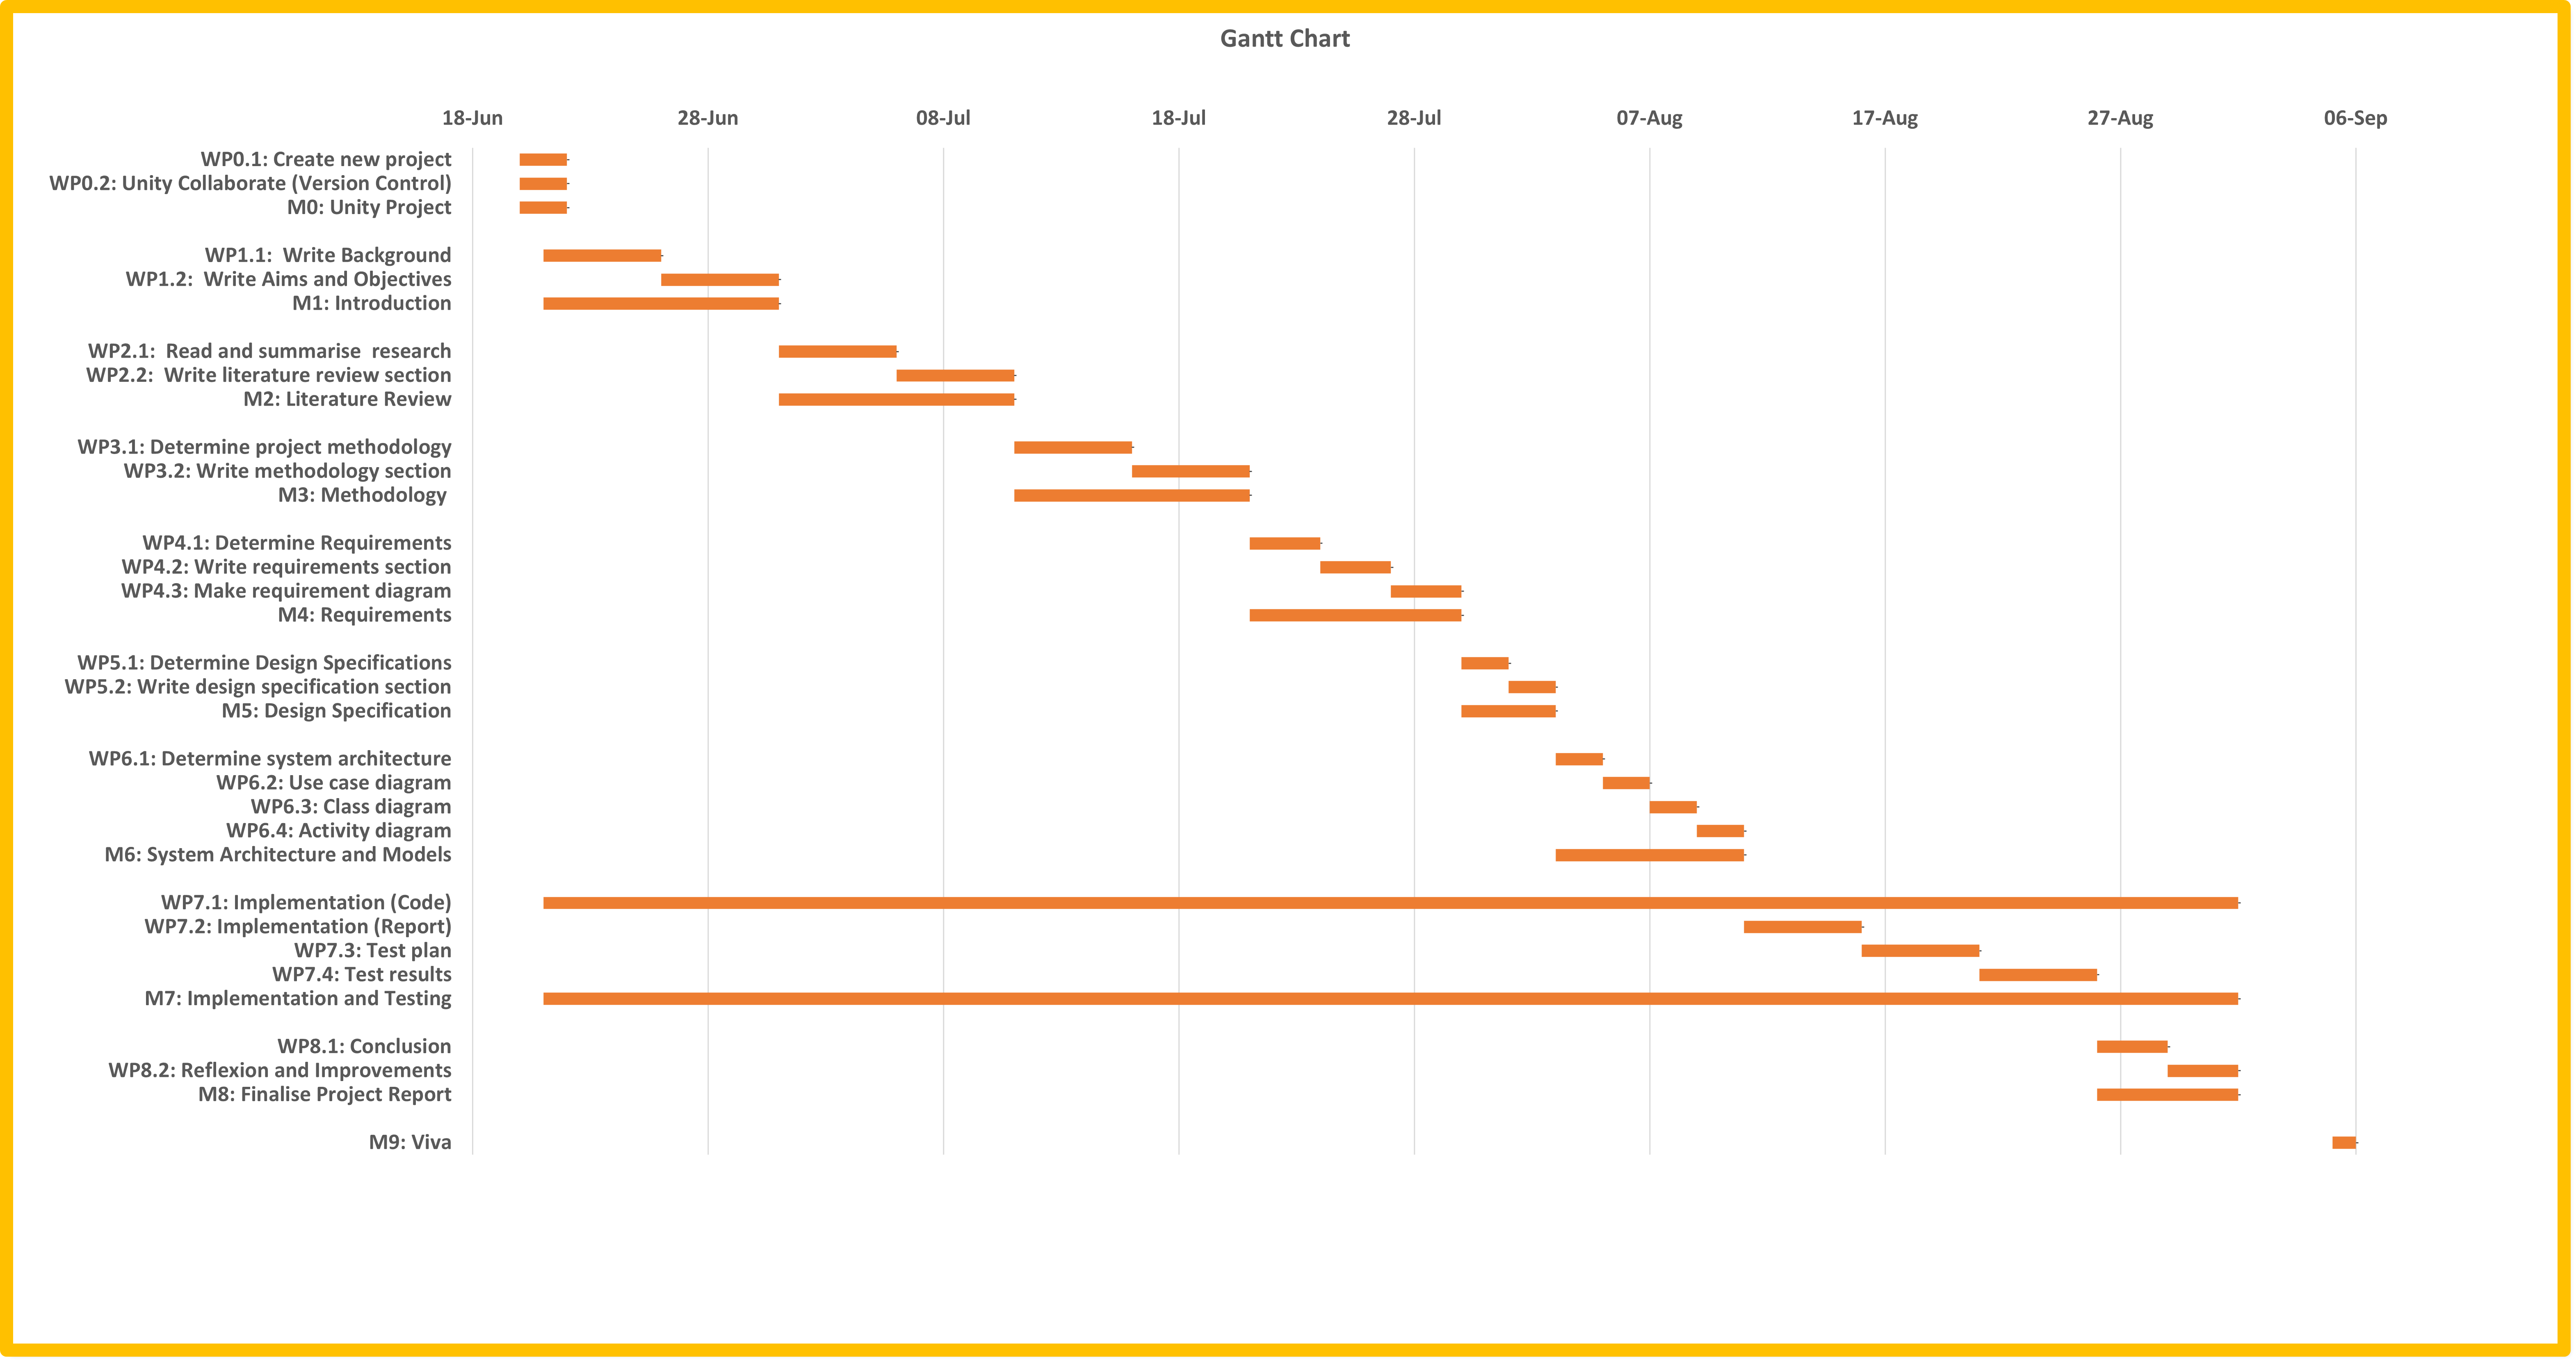 Gantt Chart
18-Jun 28-Jun 08-Jul 18-Jul 28-Jul 07-Aug 17-Aug 27-Aug 06-Sep
WP0.1: Create new project
WP0.2: Unity Collaborate (Version Control)
M0: Unity Project
WP1.1:  Write Background
WP1.2:  Write Aims and Objectives
M1: Introduction
WP2.1:  Read and summarise  research
WP2.2:  Write literature review section
M2: Literature Review
WP3.1: Determine project methodology
WP3.2: Write methodology section
M3: Methodology
WP4.1: Determine Requirements
WP4.2: Write requirements section
WP4.3: Make requirement diagram
M4: Requirements
WP5.1: Determine Design Specifications
WP5.2: Write design specification section
M5: Design Specification
WP6.1: Determine system architecture
WP6.2: Use case diagram
WP6.3: Class diagram
WP6.4: Activity diagram
M6: System Architecture and Models
WP7.1: Implementation (Code)
WP7.2: Implementation (Report)
WP7.3: Test plan
WP7.4: Test results
M7: Implementation and Testing
WP8.1: Conclusion
WP8.2: Reflexion and Improvements
M8: Finalise Project Report
M9: Viva